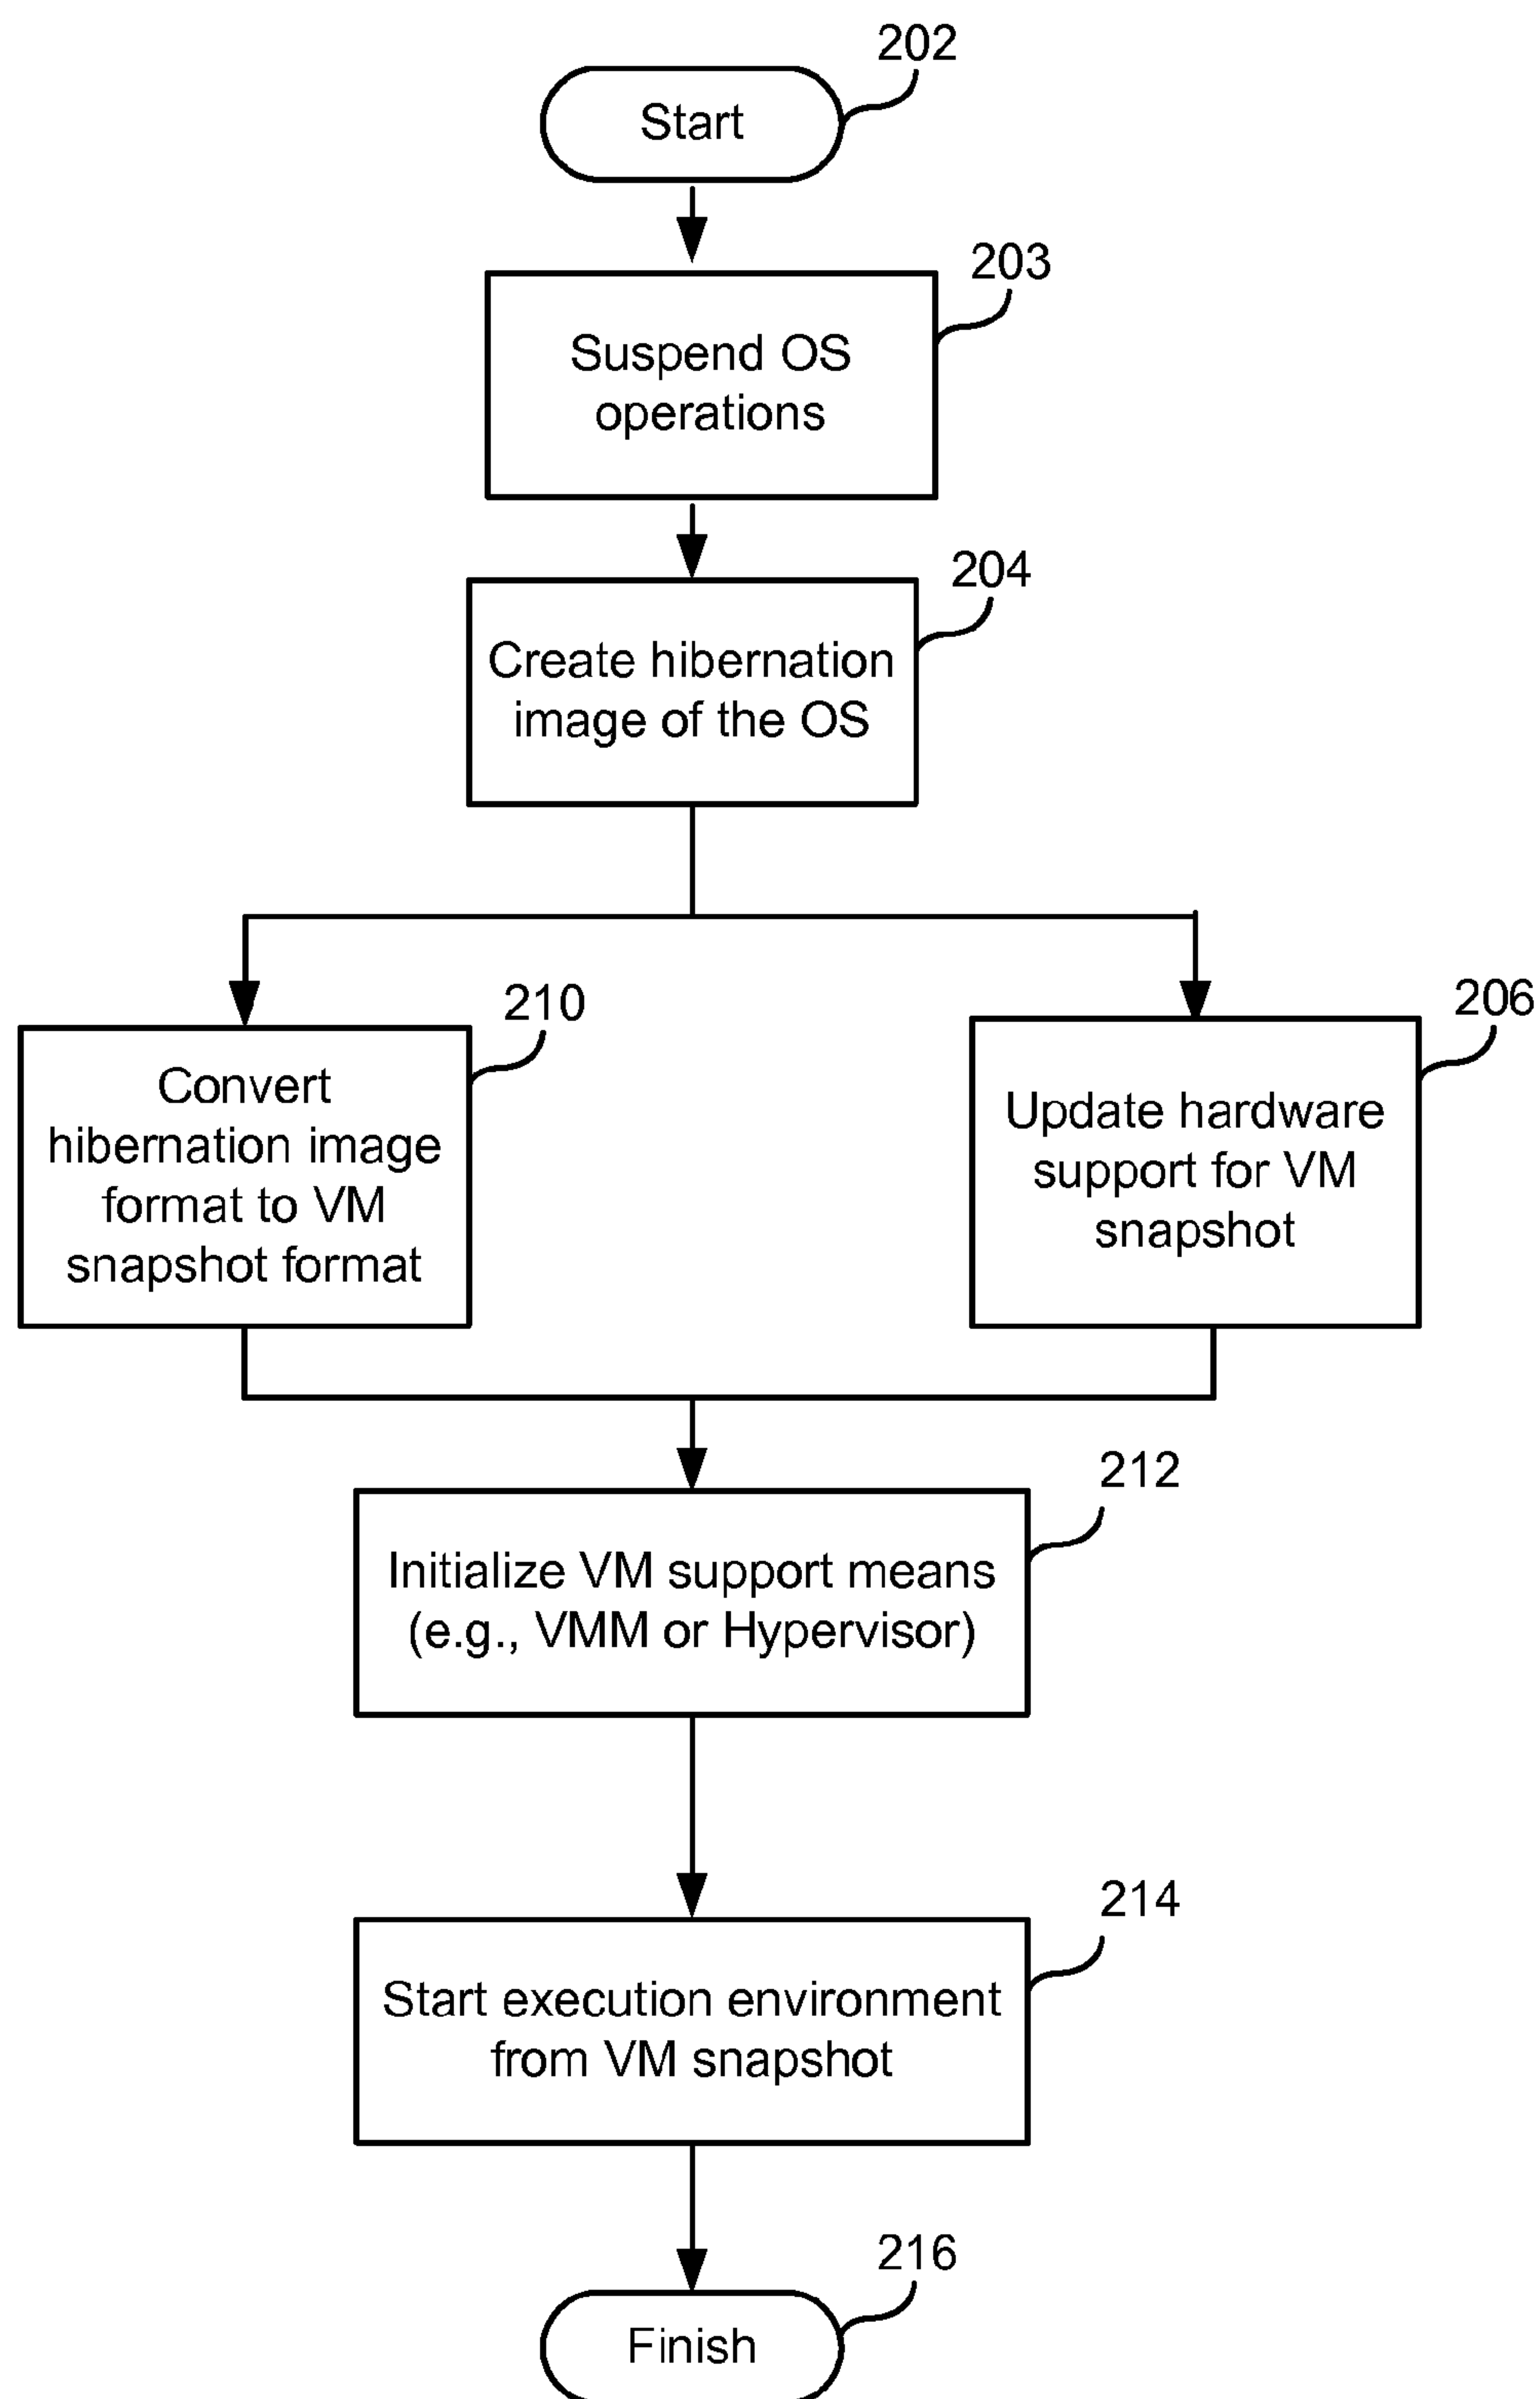 202
Start
203
Suspend OS
operations
204
Create hibernation
image of the OS
210
Convert
hibernation image
format to VM
snapshot format
206
Update hardware
support for VM
snapshot
212
Initialize VM support means
(e.g., VMM or Hypervisor)
214
Start execution environment
from VM snapshot
216
Finish